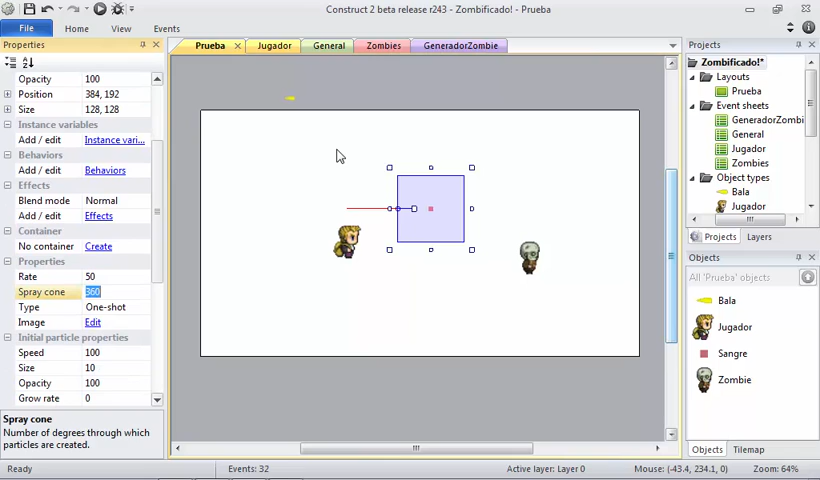 Construct 2 beta release r243 - Zombificado! - Prueba
File
Home
View
Events
Properties
Prueba
Jugador
General
Zombies
GeneradorZombie
Projects
Opacity 100
Position 384, 192
Size 128, 128
Instance variables
Add / edit Instance vari...
Behaviors
Add / edit Behaviors
Effects
Blend mode Normal
Add / edit Effects
Container
No container Create
Properties
Rate 50
Spray cone 360
Type One-shot
Image Edit
Initial particle properties
Speed 100
Size 10
Opacity 100
Grow rate 0
Spray cone
Number of degrees through which
particles are created.
Zombificado!*
Layouts
Prueba
Event sheets
GeneradorZombi
General
Jugador
Zombies
Object types
Bala
Jugador
Projects
Layers
Objects
All 'Prueba' objects
Bala
Jugador
Sangre
Zombie
Objects
Tilemap
Ready
Events: 32
Active layer: Layer 0
Mouse: (-43.4, 234.1, 0)
Zoom: 64%